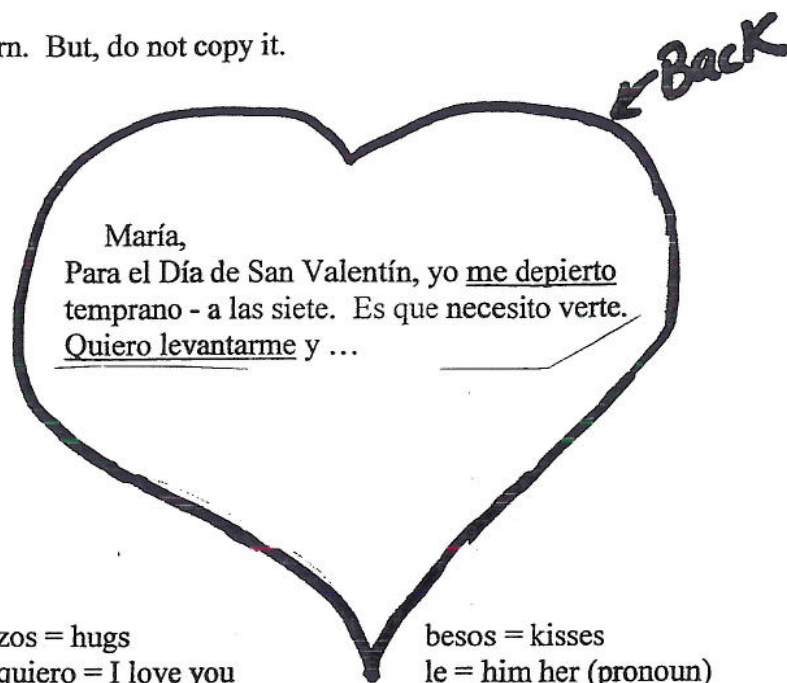 rn. But, do not copy it.
Back
María,
Para el Día de San Valentín, yo me depierto
temprano - a las siete. Es que necesito verte.
Quiero levantarme y ...
zos = hugs
besos = kisses
quiero = I love you
le = him her (pronoun)